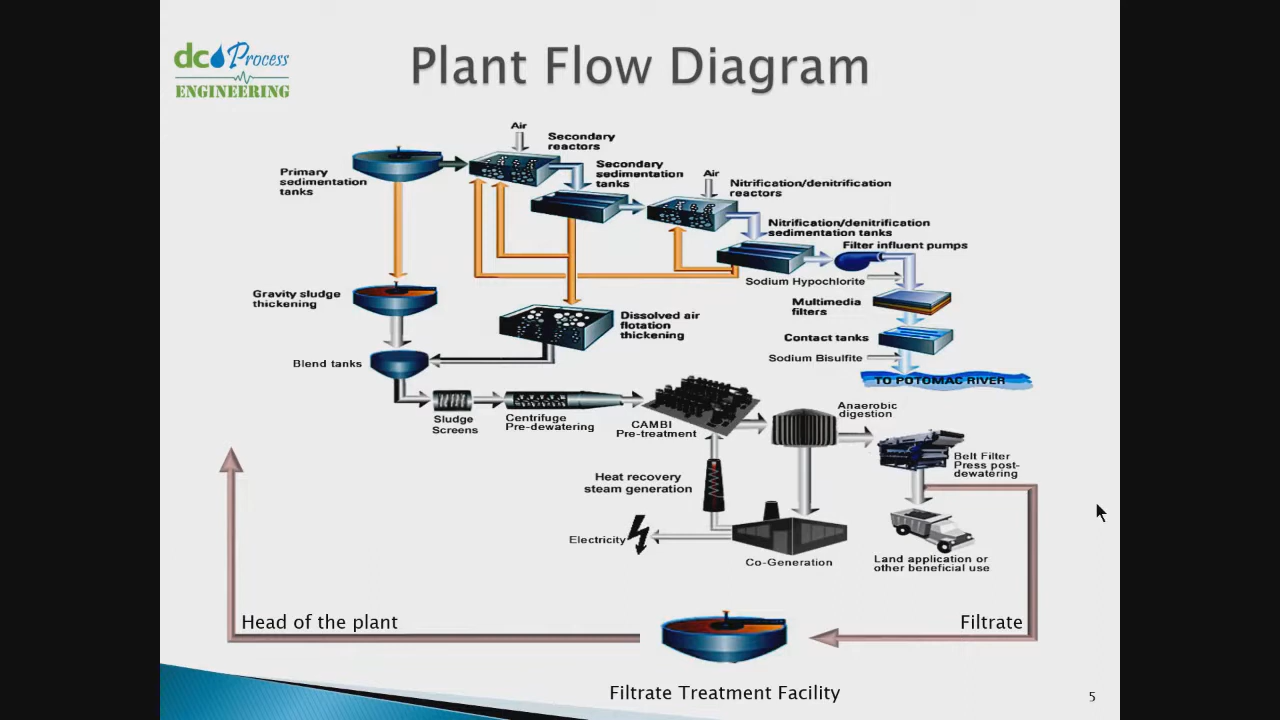 dc Process
ENGINEERING
Plant Flow Diagram
Air
Secondary
reactors
Primary
sedimentation
tanks
Secondary
sedimentation
tanks
Air
Nitrification/denitrification
reactors
Nitrification/denitrification
sedimentation tanks
Filter influent pumps
Sodium Hypochlorite
Gravity sludge
thickening
Multimedia
filters
Dissolved air
flotation
thickening
Contact tanks
Sodium Bisulfite
Blend tanks
TO POTOMAC RIVER
Sludge
Screens
Centrifuge
Pre-dewatering
CAMBI
Pre-treatment
Anaerobic
digestion
Belt Filter
Press post-
dewatering
Heat recovery
steam generation
Electricity
Co-Generation
Land application or
other beneficial use
Head of the plant
Filtrate
Filtrate Treatment Facility
5